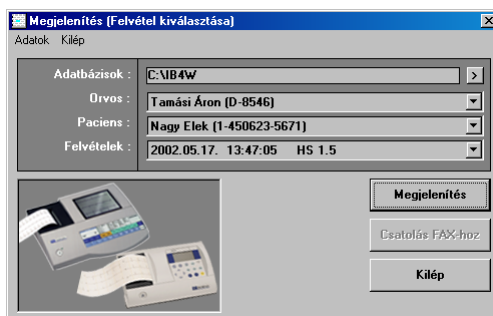 Megjelenítés (Felvétel kiválasztása)
Adatok Kilép
Adatbázisok : C:\IB4W >
Orvos : Tamási Áron (D-8546)
Paciens : Nagy Elek (1-450623-5671)
Felvételek : 2002.05.17. 13:47:05 HS 1.5
Megjelenítés
Csatolás FAX-hoz
Kilép